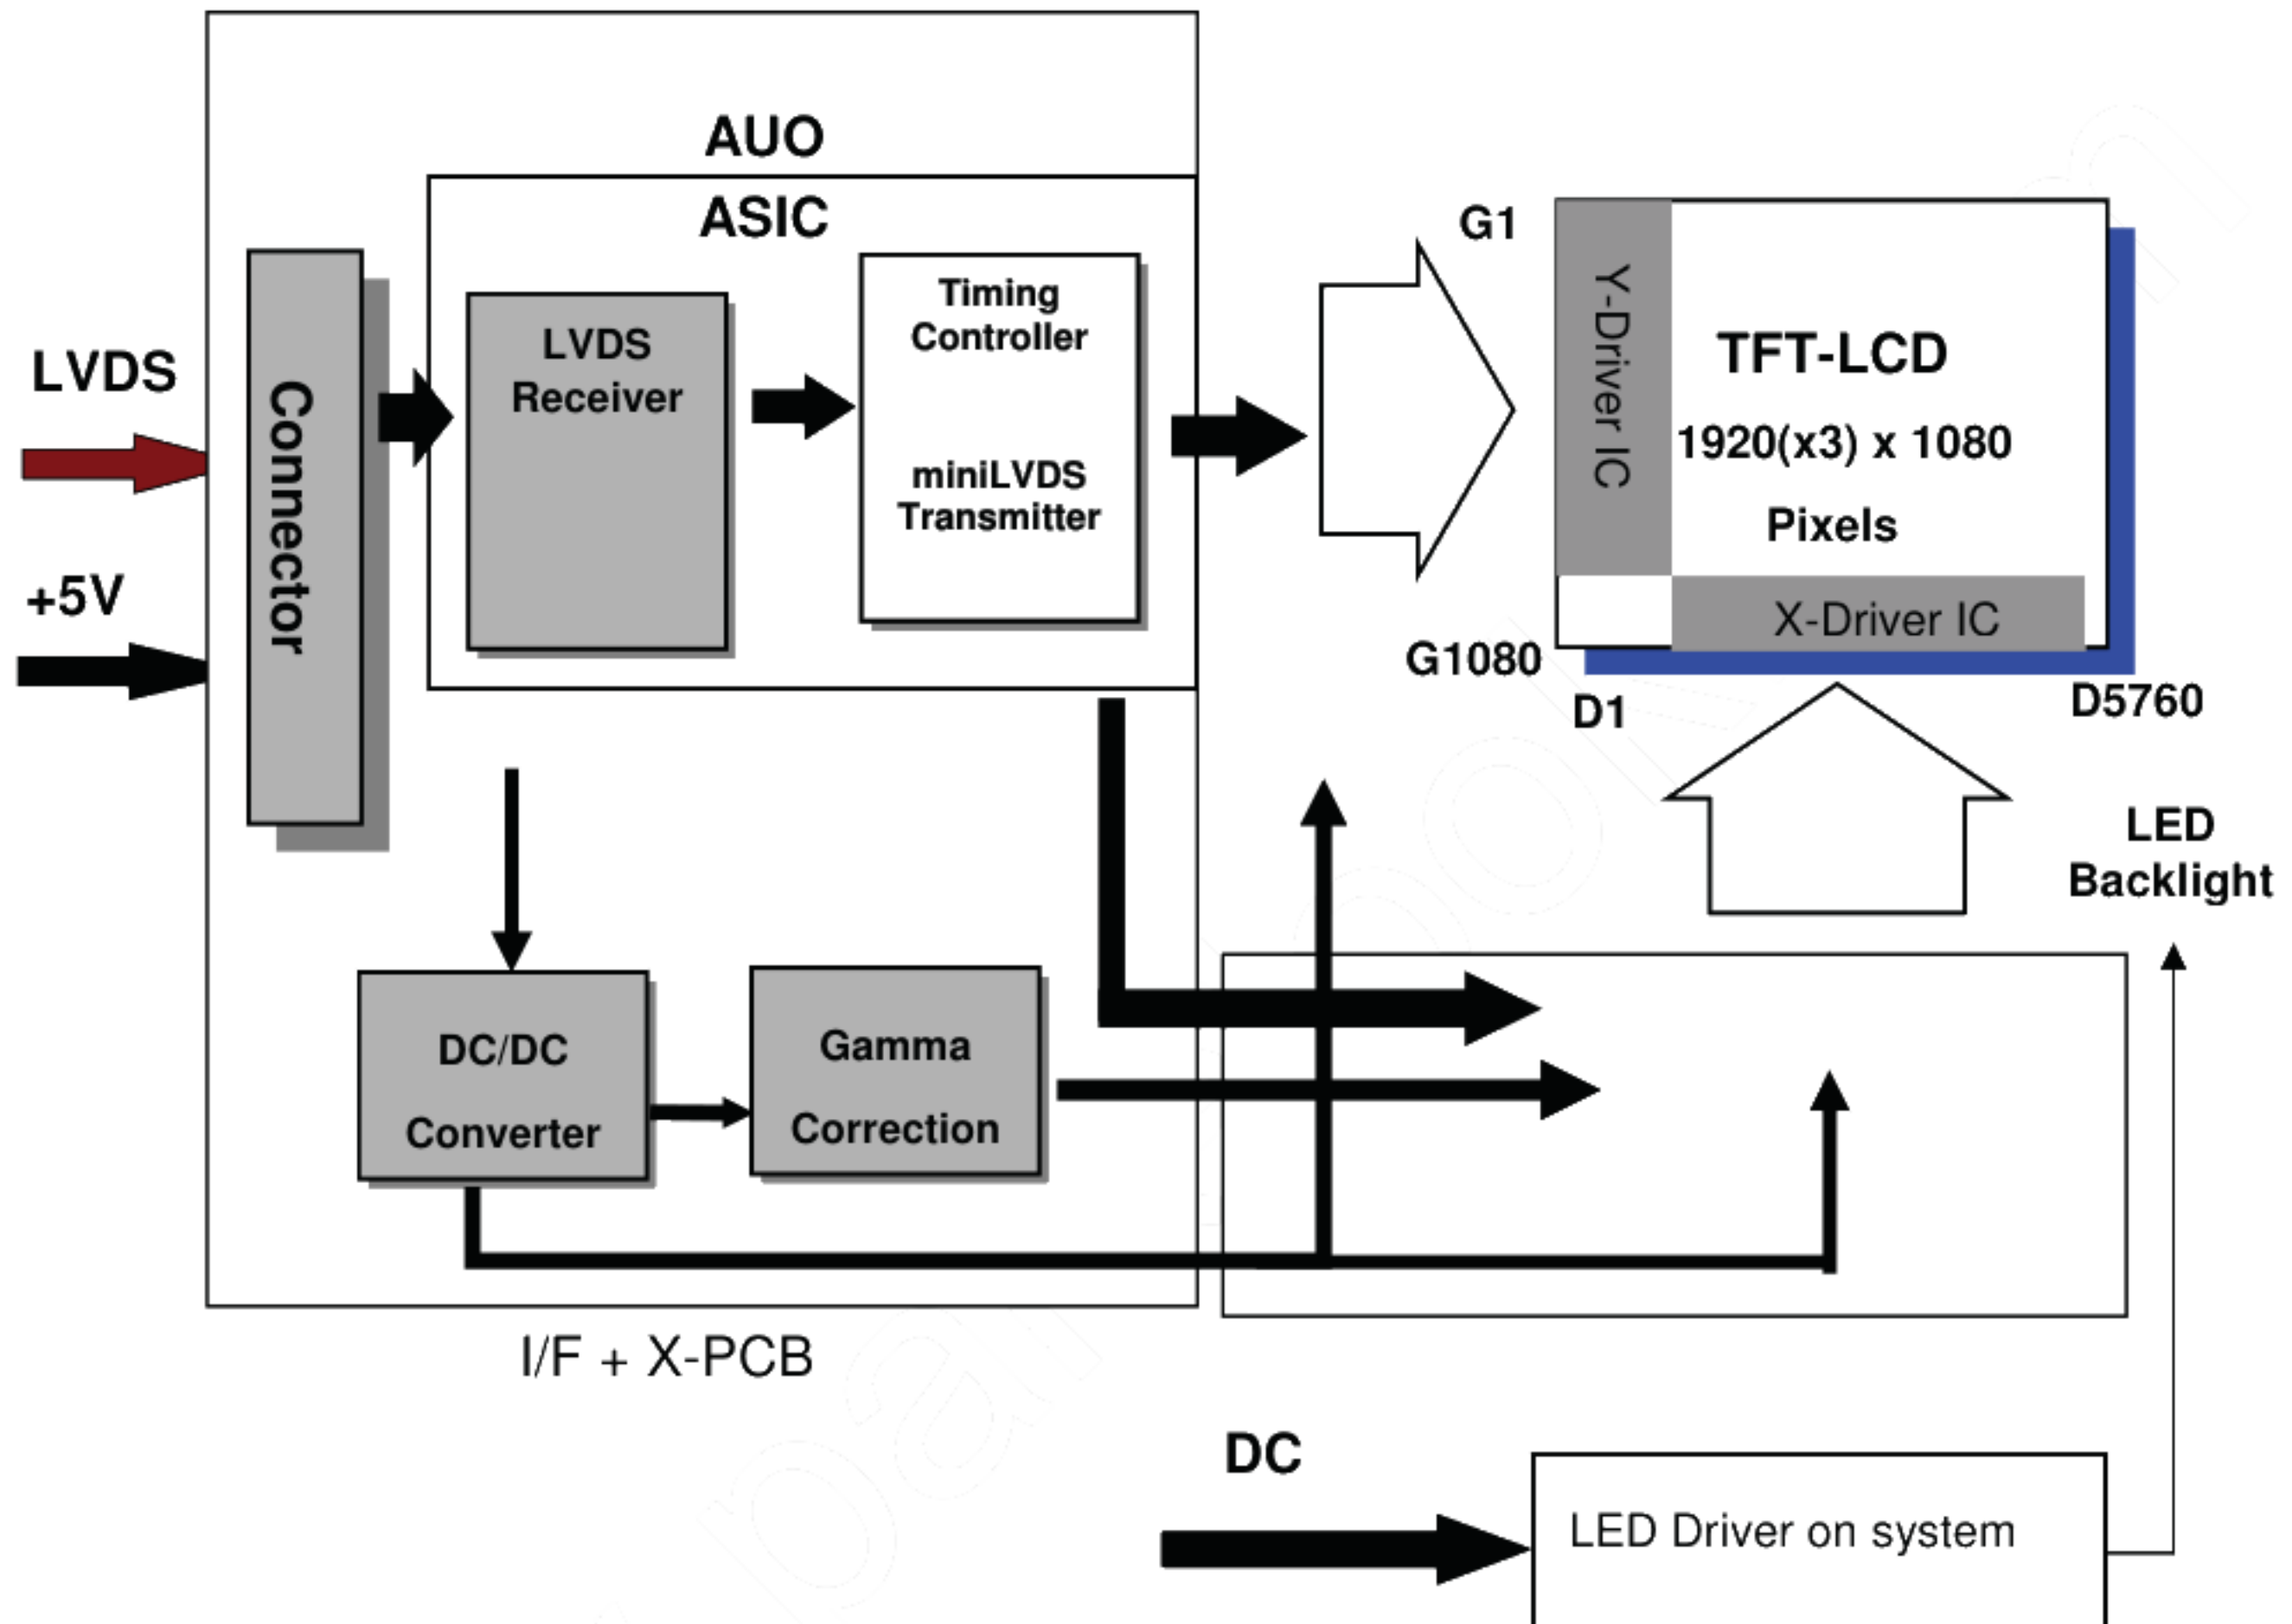 AUO
ASIC
LVDS
+5V
Connector
LVDS
Receiver
Timing
Controller
miniLVDS
Transmitter
G1
G1080
Y-Driver IC
TFT-LCD
1920(x3) x 1080
Pixels
X-Driver IC
D1
D5760
LED
Backlight
DC/DC
Converter
Gamma
Correction
I/F + X-PCB
DC
LED Driver on system